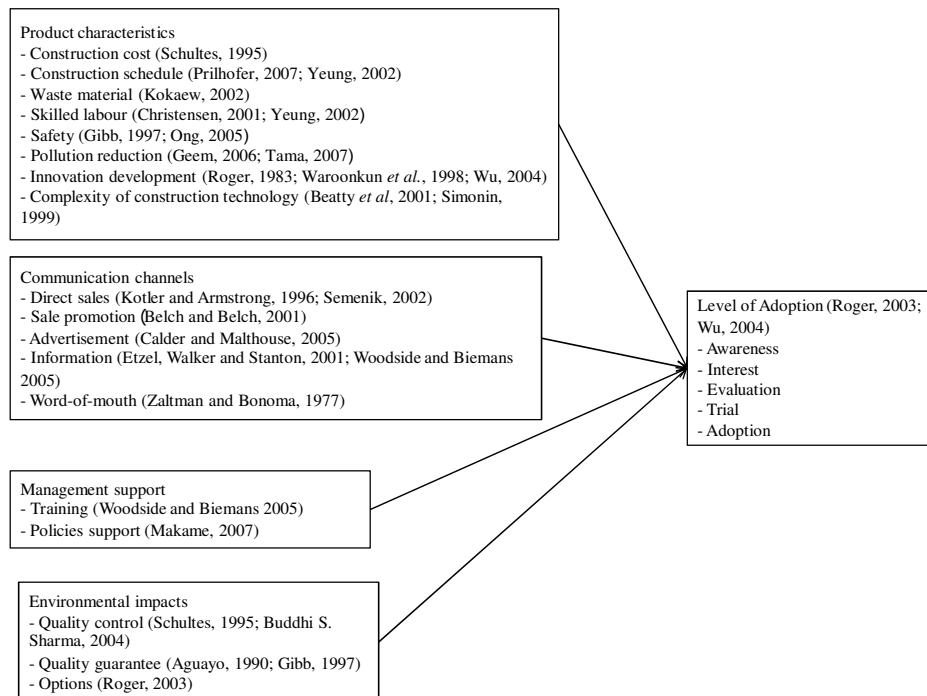 Product characteristics
- Construction cost (Schultes, 1995)
- Construction schedule (Prilhofer, 2007; Yeung, 2002)
- Waste material (Kokaew, 2002)
- Skilled labour (Christensen, 2001; Yeung, 2002)
- Safety (Gibb, 1997; Ong, 2005)
- Pollution reduction (Geem, 2006; Tama, 2007)
- Innovation development (Roger, 1983; Waroonkun et al., 1998; Wu, 2004)
- Complexity of construction technology (Beatty et al, 2001; Simonin,
1999)
Communication channels
- Direct sales (Kotler and Armstrong, 1996; Semenik, 2002)
- Sale promotion (Belch and Belch, 2001)
- Advertisement (Calder and Malthouse, 2005)
- Information (Etzel, Walker and Stanton, 2001; Woodside and Biemans
2005)
- Word-of-mouth (Zaltman and Bonoma, 1977)
Management support
- Training (Woodside and Biemans 2005)
- Policies support (Makame, 2007)
Environmental impacts
- Quality control (Schultes, 1995; Buddhi S.
Sharma, 2004)
- Quality guarantee (Aguayo, 1990; Gibb, 1997)
- Options (Roger, 2003)
Level of Adoption (Roger, 2003;
Wu, 2004)
- Awareness
- Interest
- Evaluation
- Trial
- Adoption